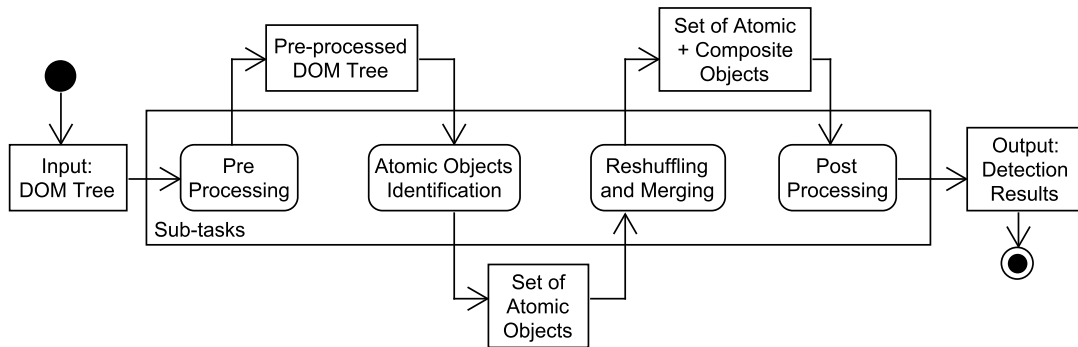 Input:
DOM Tree
Pre
Processing
Pre-processed
DOM Tree
Atomic Objects
Identification
Set of
Atomic
Objects
Reshuffling
and Merging
Set of Atomic
+ Composite
Objects
Post
Processing
Output:
Detection
Results
Sub-tasks